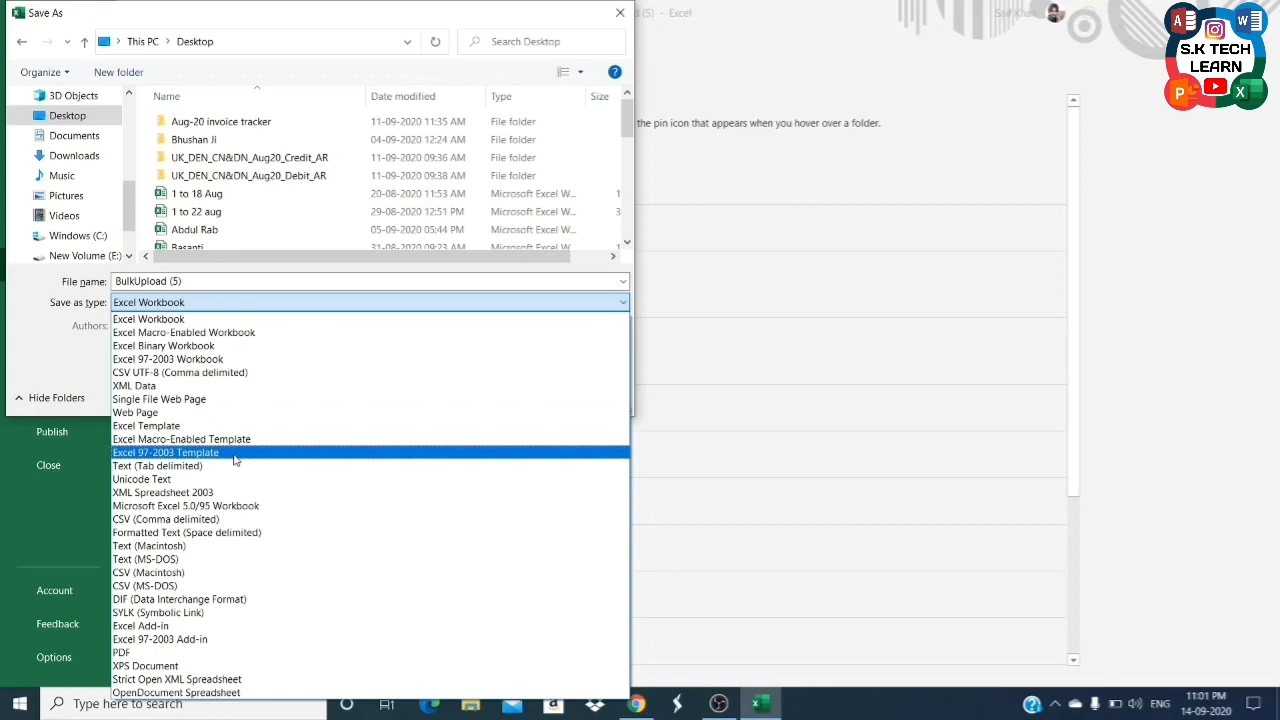 Save As
d (5) - Excel
This PC > Desktop
Search Desktop
Organize
New folder
3D Objects
Desktop
Documents
Downloads
Music
Pictures
Videos
Windows (C:)
New Volume (E:)
Name Date modified Type Size
Aug-20 invoice tracker 11-09-2020 11:35 AM File folder
Bhushan Ji 04-09-2020 12:24 AM File folder
UK_DEN_CN&DN_Aug20_Credit_AR 11-09-2020 09:36 AM File folder
UK_DEN_CN&DN_Aug20_Debit_AR 11-09-2020 09:38 AM File folder
1 to 18 Aug 20-08-2020 11:53 AM Microsoft Excel W... 1
1 to 22 aug 29-08-2020 12:51 PM Microsoft Excel W... 3
Abdul Rab 05-09-2020 05:44 PM Microsoft Excel W...
Basanti 31-08-2020 09:23 AM Microsoft Excel W...
the pin icon that appears when you hover over a folder.
S.K TECH
LEARN
File name: BulkUpload (5)
Save as type: Excel Workbook
Authors:
Hide Folders
Excel Workbook
Excel Macro-Enabled Workbook
Excel Binary Workbook
Excel 97-2003 Workbook
CSV UTF-8 (Comma delimited)
XML Data
Single File Web Page
Web Page
Excel Template
Excel Macro-Enabled Template
Excel 97-2003 Template
Text (Tab delimited)
Unicode Text
XML Spreadsheet 2003
Microsoft Excel 5.0/95 Workbook
CSV (Comma delimited)
Formatted Text (Space delimited)
Text (Macintosh)
Text (MS-DOS)
CSV (Macintosh)
CSV (MS-DOS)
DIF (Data Interchange Format)
SYLK (Symbolic Link)
Excel Add-in
Excel 97-2003 Add-in
PDF
XPS Document
Strict Open XML Spreadsheet
OpenDocument Spreadsheet
Publish
Close
Account
Feedback
Options
Type here to search
ENG
11:01 PM
14-09-2020